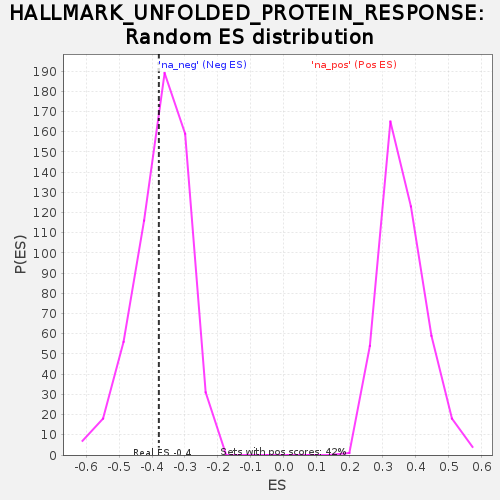 HALLMARK_UNFOLDED_PROTEIN_RESPONSE:
Random ES distribution
'na_neg' (Neg ES) 'na_pos' (Pos ES)
190
180
170
160
150
140
130
120
110
100
90
80
70
60
50
40
30
20
10
0
P(ES)
Real ES -0.4 Sets with pos scores: 42%
-0.6 -0.5 -0.4 -0.3 -0.2 -0.1 0.0 0.1 0.2 0.3 0.4 0.5 0.6
ES